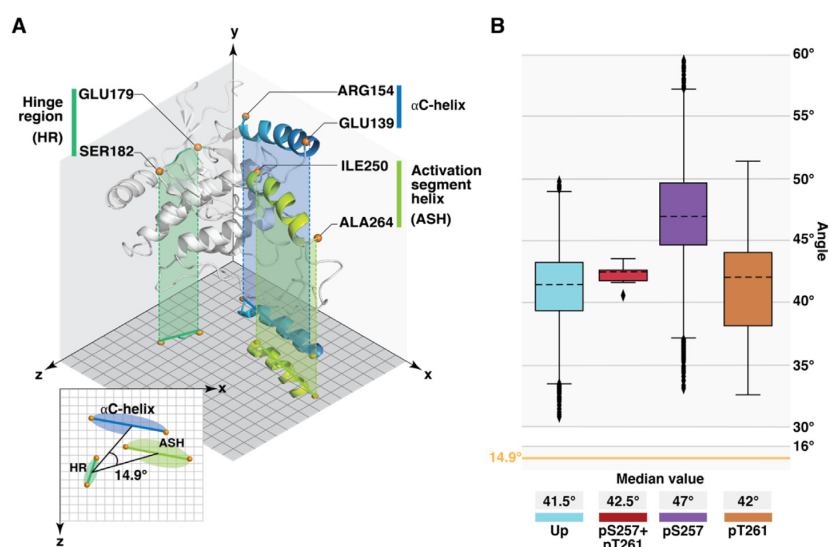 A
y
GLU179
Hinge
region
(HR)
SER182
ARG154
αC-helix
GLU139
ILE250
Activation
segment
helix
(ASH)
ALA264
z
x
x
αC-helix
ASH
HR
14.9°
z
B
60°
55°
50°
45°
40°
35°
30°
16°
Angle
14.9°
Median value
41.5° 42.5° 47° 42°
Up pS257+ pS257 pT261
pT261